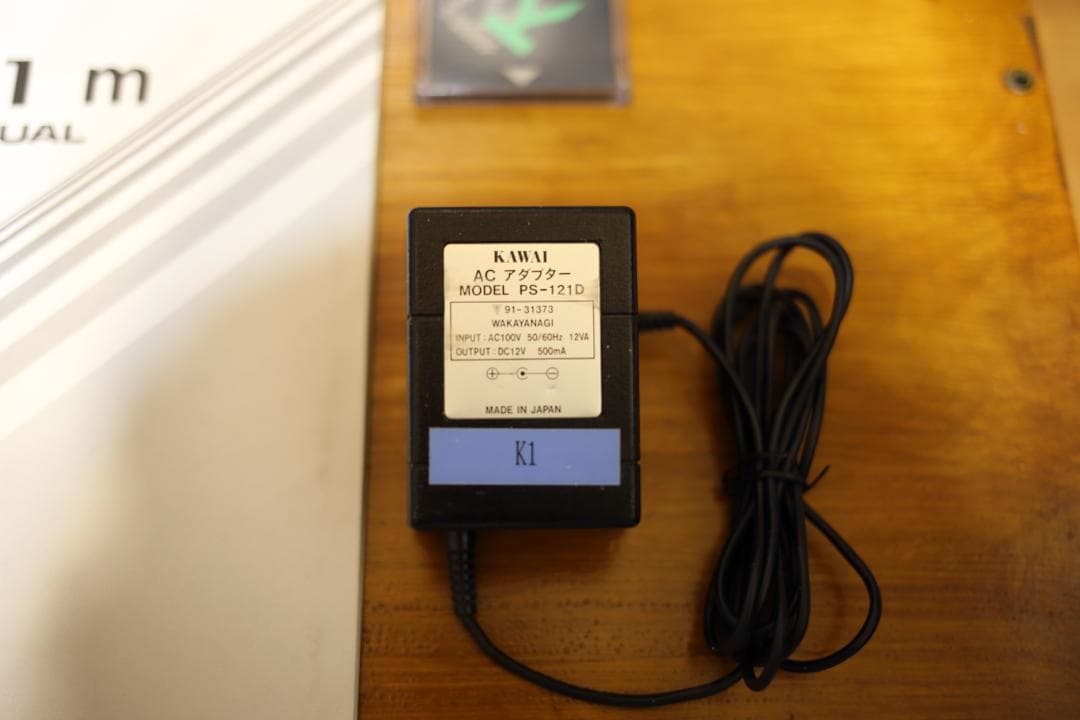 1 m
UAL
KAWAI
AC アダプター
MODEL PS-121D
91-31373
WAKAYANAGI
INPUT : AC100V 50/60Hz 12VA
OUTPUT : DC12V 500mA
MADE IN JAPAN
K1